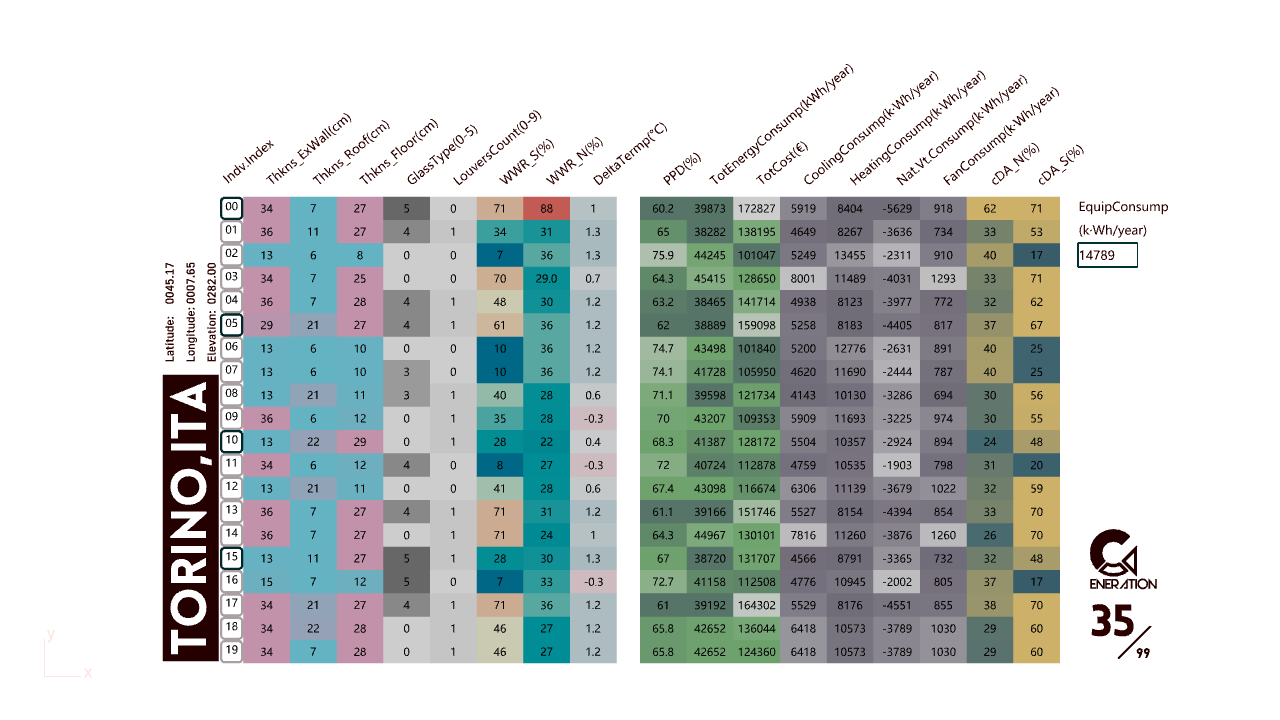 Indv.Index Thkns_ExWall(cm) Thkns_Roof(cm) Thkns_Floor(cm) GlassType(0-5) LouversCount(0-9) WWR_S(%) WWR_N(%) DeltaTermp(°C) PPD(%) TotEnergyConsump(kWh/year) TotCost(€) CoolingConsump(k·Wh/year) HeatingConsump(k·Wh/year) Nat.Vt.Consump(k·Wh/year) FanConsump(k·Wh/year) cDA_N(%) cDA_S(%)
00 34 7 27 5 0 71 88 1 60.2 39873 172827 5919 8404 -5629 918 62 71
01 36 11 27 4 1 34 31 1.3 65 38282 138195 4649 8267 -3636 734 33 53
02 13 6 8 0 0 7 36 1.3 75.9 44245 101047 5249 13455 -2311 910 40 17
03 34 7 25 0 0 70 29.0 0.7 64.3 45415 128650 8001 11489 -4031 1293 33 71
04 36 7 28 4 1 48 30 1.2 63.2 38465 141714 4938 8123 -3977 772 32 62
05 29 21 27 4 1 61 36 1.2 62 38889 159098 5258 8183 -4405 817 37 67
06 13 6 10 0 0 10 36 1.2 74.7 43498 101840 5200 12776 -2631 891 40 25
07 13 6 10 3 0 10 36 1.2 74.1 41728 105950 4620 11690 -2444 787 40 25
08 13 21 11 3 1 40 28 0.6 71.1 39598 121734 4143 10130 -3286 694 30 56
09 36 6 12 0 1 35 28 -0.3 70 43207 109353 5909 11693 -3225 974 30 55
10 13 22 29 0 1 28 22 0.4 68.3 41387 128172 5504 10357 -2924 894 24 48
11 34 6 12 4 0 8 27 -0.3 72 40724 112878 4759 10535 -1903 798 31 20
12 13 21 11 0 0 41 28 0.6 67.4 43098 116674 6306 11139 -3679 1022 32 59
13 36 7 27 4 1 71 31 1.2 61.1 39166 151746 5527 8154 -4394 854 33 70
14 36 7 27 0 1 71 24 1 64.3 44967 130101 7816 11260 -3876 1260 26 70
15 13 11 27 5 1 28 30 1.3 67 38720 131707 4566 8791 -3365 732 32 48
16 15 7 12 5 0 7 33 -0.3 72.7 41158 112508 4776 10945 -2002 805 37 17
17 34 21 27 4 1 71 36 1.2 61 39192 164302 5529 8176 -4551 855 38 70
18 34 22 28 0 1 46 27 1.2 65.8 42652 136044 6418 10573 -3789 1030 29 60
19 34 7 28 0 1 46 27 1.2 65.8 42652 124360 6418 10573 -3789 1030 29 60
Latitude: 0045.17
Longitude: 0007.65
Elevation: 0282.00
TORINO,ITA
EquipConsump
(k·Wh/year)
14789
ENERATION
35/99
y
x